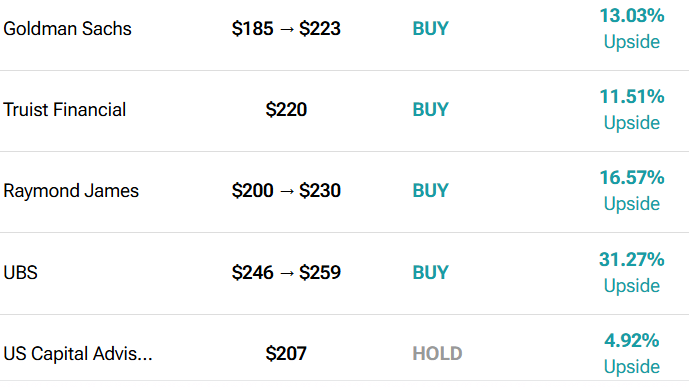 Goldman Sachs $185 → $223 BUY 13.03%
Upside
Truist Financial $220 BUY 11.51%
Upside
Raymond James $200 → $230 BUY 16.57%
Upside
UBS $246 → $259 BUY 31.27%
Upside
US Capital Advis... $207 HOLD 4.92%
Upside